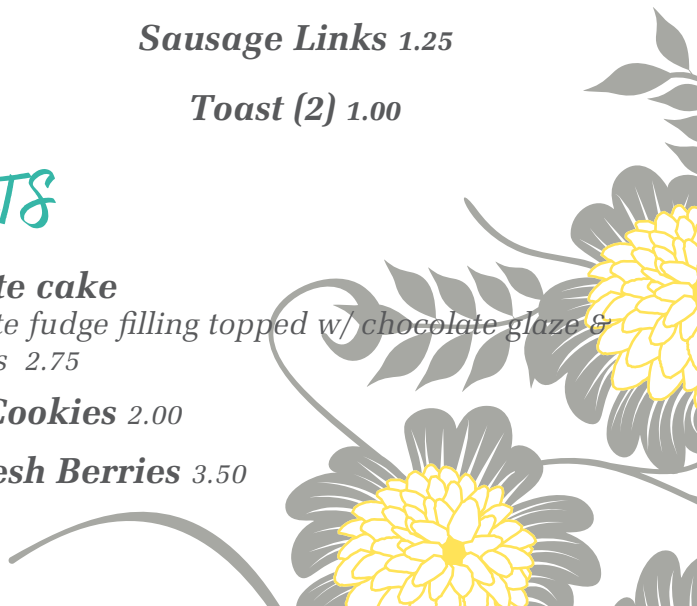 Sausage Links 1.25
Toast (2) 1.00
TS
te cake
te fudge filling topped w/ chocolate glaze &
s 2.75
Cookies 2.00
esh Berries 3.50